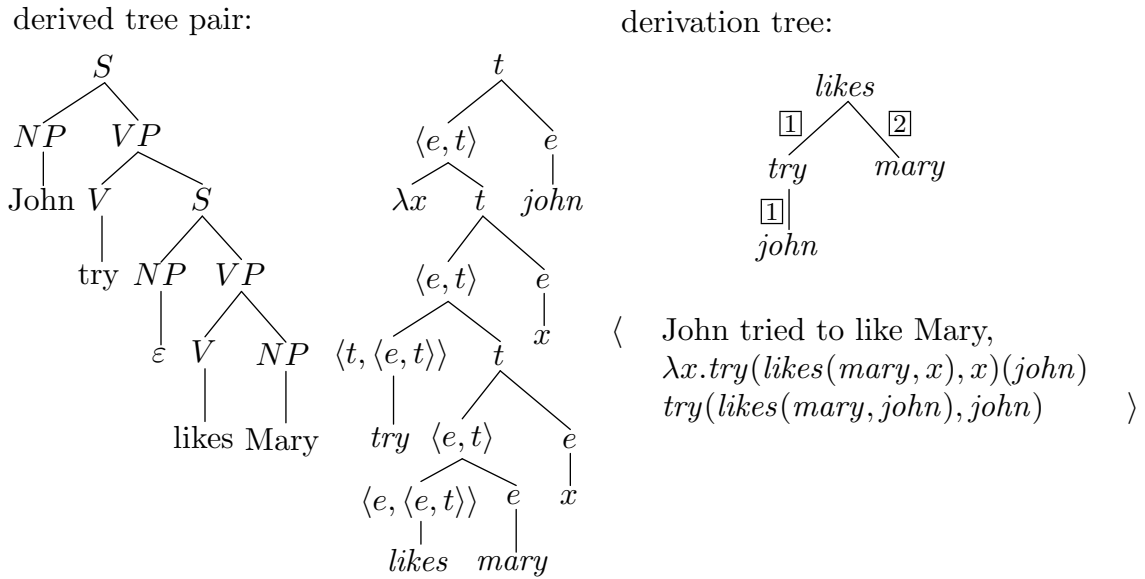 derived tree pair:
derivation tree:
S
NP VP
John V S
try NP VP
ε V NP
likes Mary
t
⟨e, t⟩ e
λx t john
⟨e, t⟩ e
⟨t, ⟨e, t⟩⟩ t x
try ⟨e, t⟩ e
⟨e, ⟨e, t⟩⟩ e x
likes mary
likes
1 2
try mary
1
john
⟨ John tried to like Mary,
λx.try(likes(mary, x), x)(john)
try(likes(mary, john), john) ⟩